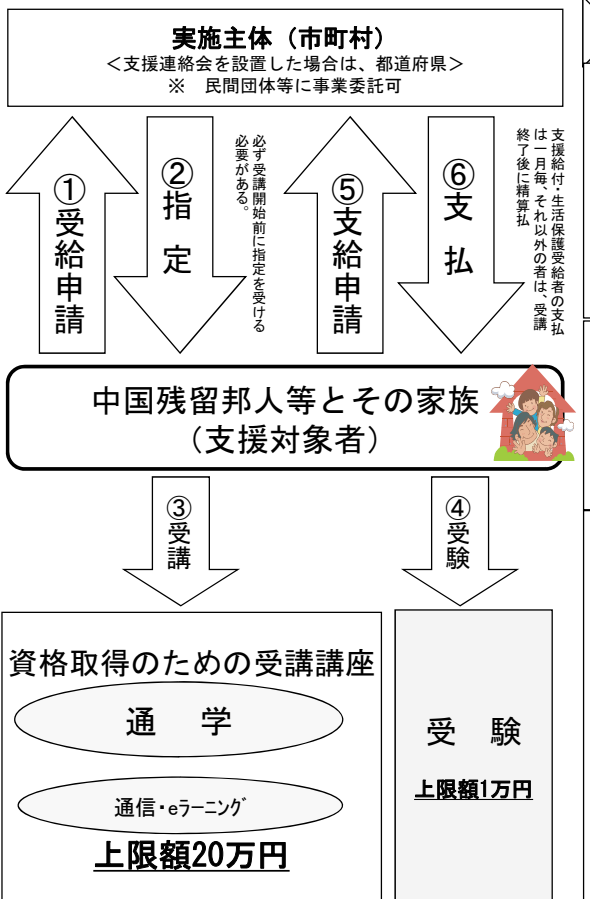 実施主体（市町村）
＜支援連絡会を設置した場合は、都道府県＞
※　民間団体等に事業委託可
①受給申請
②指　定
必ず受講開始前に指定を受ける
必要がある。
⑤支給申請
⑥支　払
支援給付・生活保護受給者の支払
は一月毎、それ以外の者は、受講
終了後に精算払
中国残留邦人等とその家族
（支援対象者）
③受講
④受験
資格取得のための受講講座
通　学
通信・eﾗｰﾆﾝｸﾞ
上限額20万円
受　験
上限額1万円